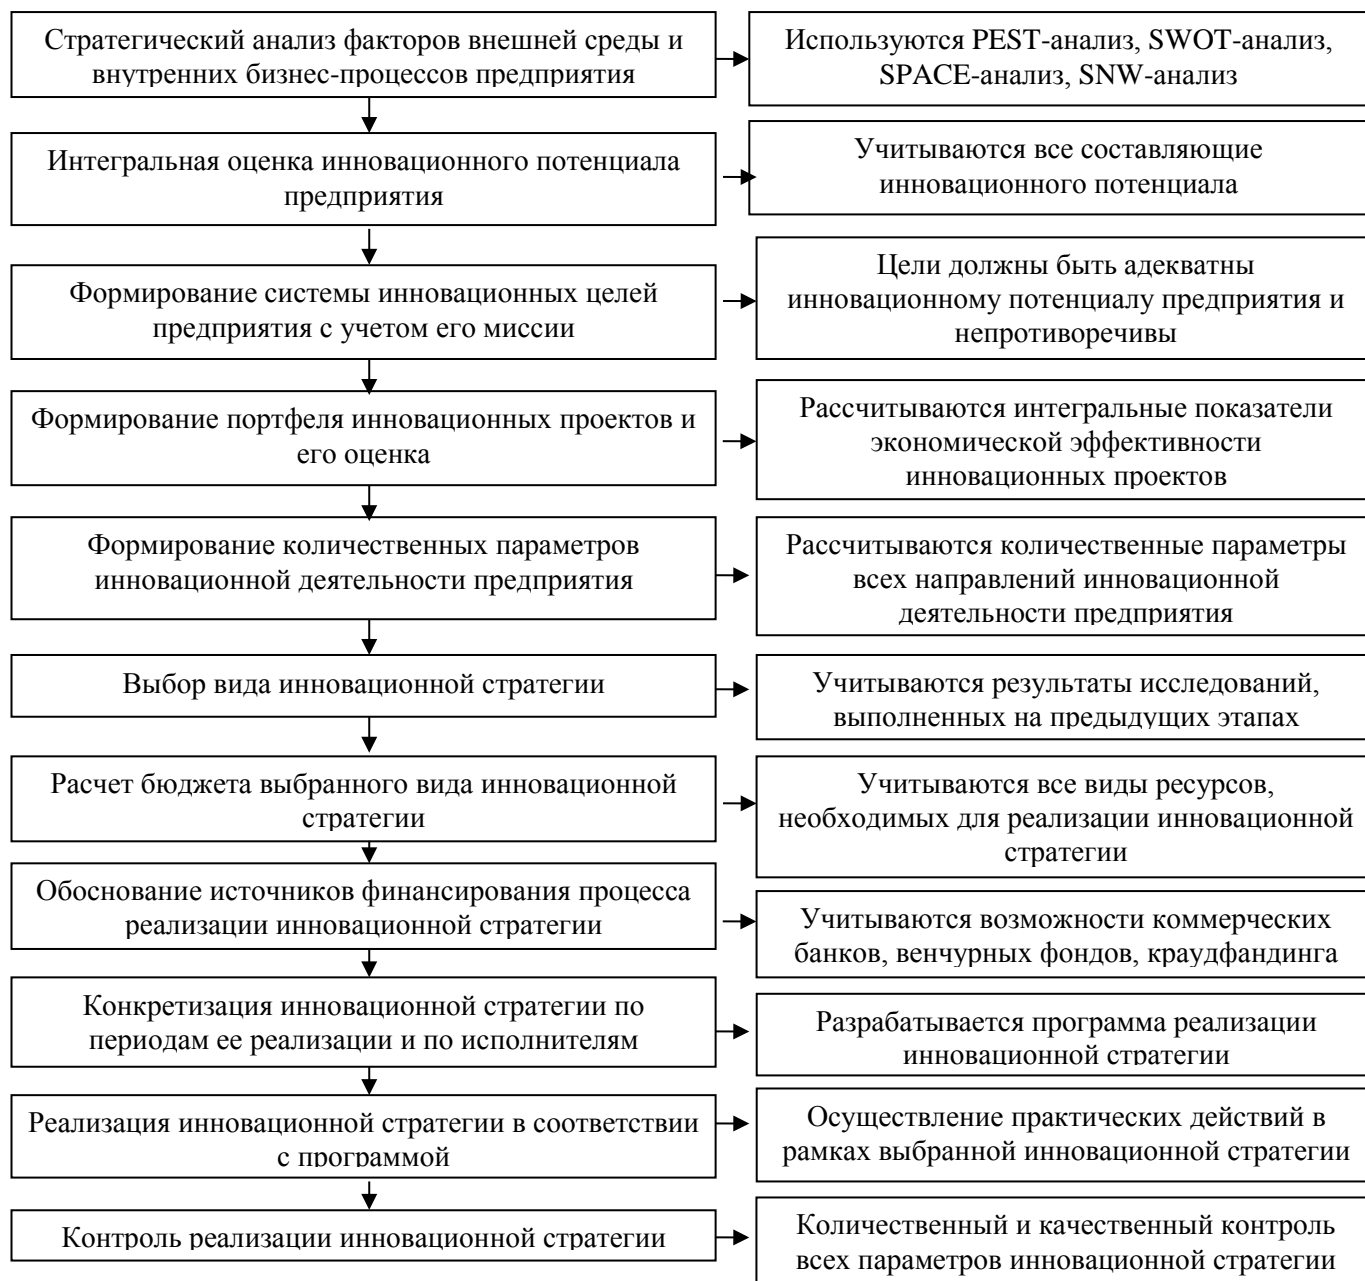 Стратегический анализ факторов внешней среды и
внутренних бизнес-процессов предприятия
Используются PEST-анализ, SWOT-анализ,
SPACE-анализ, SNW-анализ
Интегральная оценка инновационного потенциала
предприятия
Учитываются все составляющие
инновационного потенциала
Формирование системы инновационных целей
предприятия с учетом его миссии
Цели должны быть адекватны
инновационному потенциалу предприятия и
непротиворечивы
Формирование портфеля инновационных проектов и
его оценка
Рассчитываются интегральные показатели
экономической эффективности
инновационных проектов
Формирование количественных параметров
инновационной деятельности предприятия
Рассчитываются количественные параметры
всех направлений инновационной
деятельности предприятия
Выбор вида инновационной стратегии
Учитываются результаты исследований,
выполненных на предыдущих этапах
Расчет бюджета выбранного вида инновационной
стратегии
Учитываются все виды ресурсов,
необходимых для реализации инновационной
стратегии
Обоснование источников финансирования процесса
реализации инновационной стратегии
Учитываются возможности коммерческих
банков, венчурных фондов, краудфандинга
Конкретизация инновационной стратегии по
периодам ее реализации и по исполнителям
Разрабатывается программа реализации
инновационной стратегии
Реализация инновационной стратегии в соответствии
с программой
Осуществление практических действий в
рамках выбранной инновационной стратегии
Контроль реализации инновационной стратегии
Количественный и качественный контроль
всех параметров инновационной стратегии